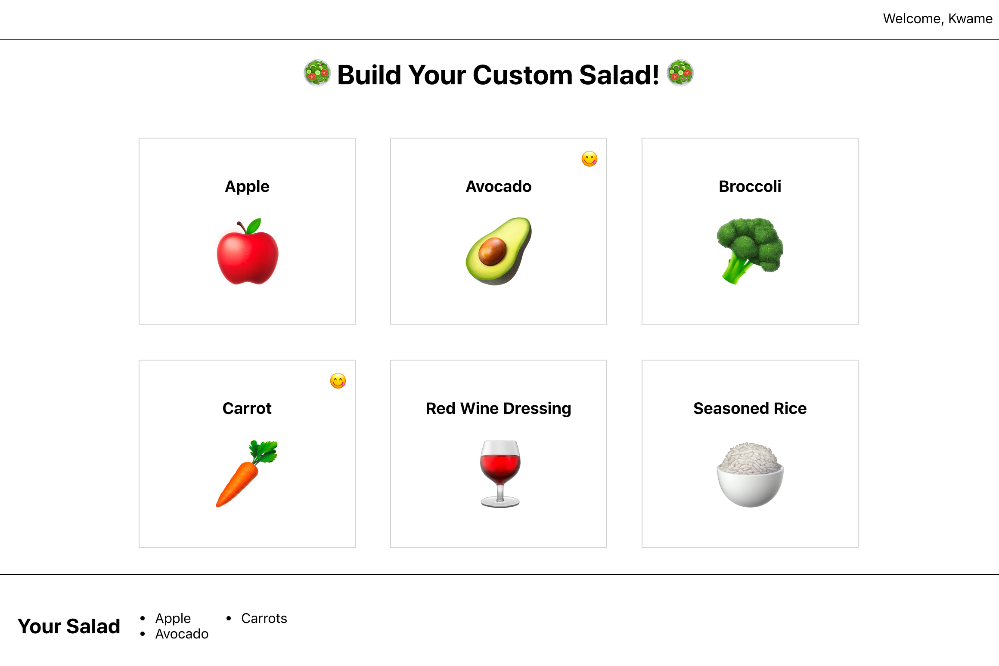 Welcome, Kwame
🥗 Build Your Custom Salad! 🥗
Apple
Avocado
Broccoli
Carrot
Red Wine Dressing
Seasoned Rice
Your Salad
• Apple
• Avocado
• Carrots